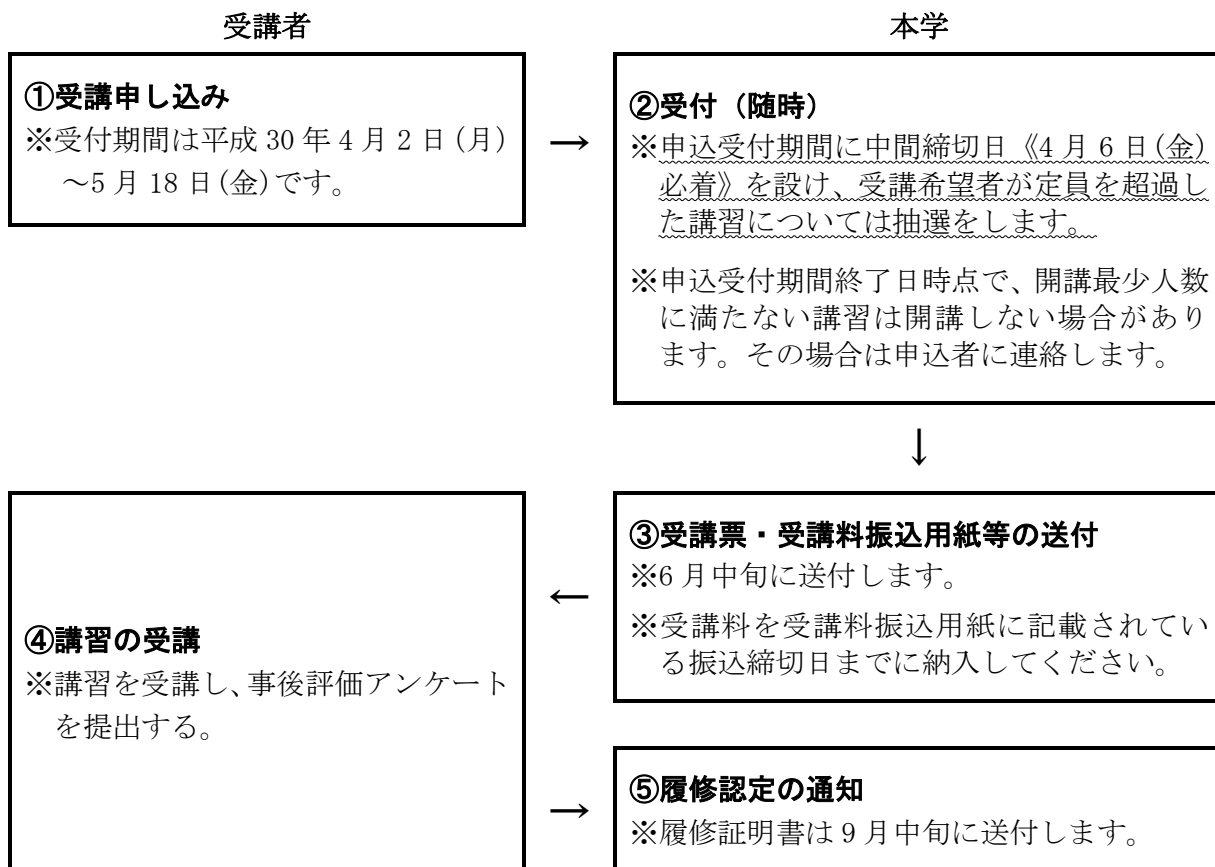 受講者
本学
①受講申し込み
※受付期間は平成 30 年 4 月 2 日(月)
～5 月 18 日(金)です。
→
②受付（随時）
※申込受付期間に中間締切日《4 月 6 日(金)
必着》を設け、受講希望者が定員を超過し
た講習については抽選をします。
※申込受付期間終了日時点で、開講最少人数
に満たない講習は開講しない場合があり
ます。その場合は申込者に連絡します。
↓
③受講票・受講料振込用紙等の送付
※6 月中旬に送付します。
※受講料を受講料振込用紙に記載されてい
る振込締切日までに納入してください。
←
④講習の受講
※講習を受講し、事後評価アンケート
を提出する。
→
⑤履修認定の通知
※履修証明書は 9 月中旬に送付します。